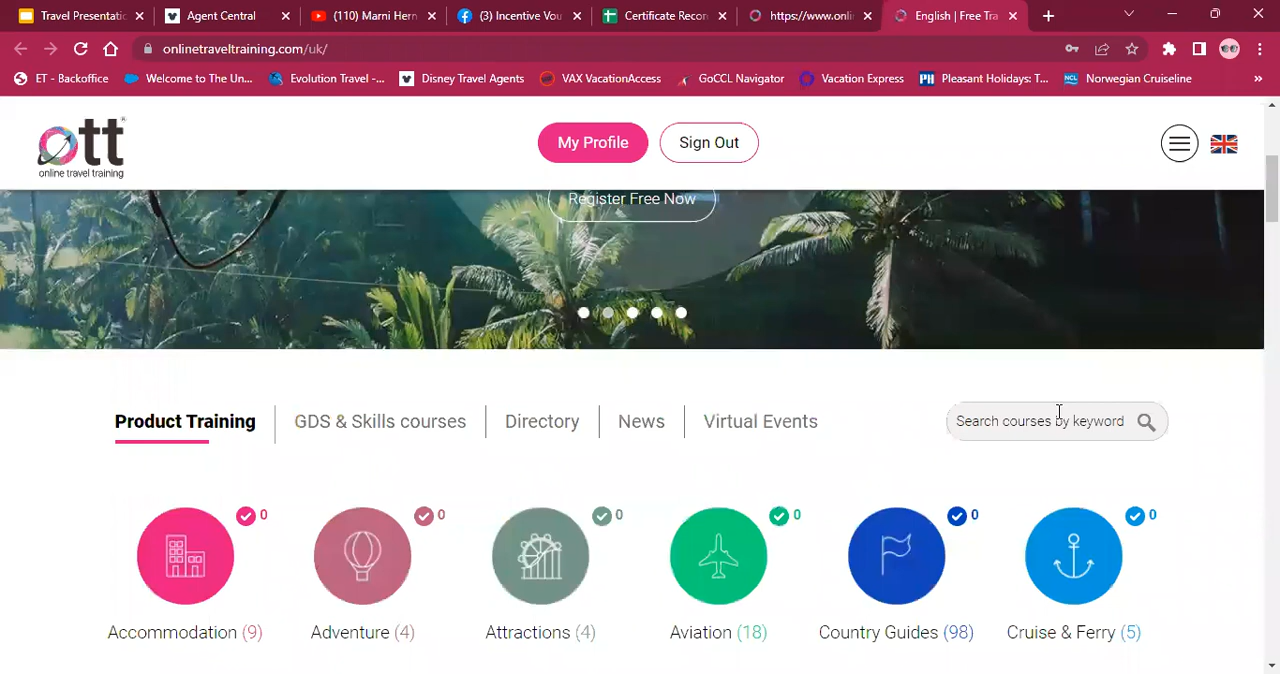 Travel Presentatic
Agent Central
(110) Marni Hern
(3) Incentive Vou
Certificate Recor
https://www.onli
English | Free Tra
onlinetraveltraining.com/uk/
ET - Backoffice
Welcome to The Un...
Evolution Travel -...
Disney Travel Agents
VAX VacationAccess
GoCCL Navigator
Vacation Express
PH
Pleasant Holidays: T...
NCL
Norwegian Cruiseline
»
ott
online travel training
My Profile
Sign Out
Register Free Now
Product Training
GDS & Skills courses
Directory
News
Virtual Events
Search courses by keyword
0
0
0
0
0
0
Accommodation (9)
Adventure (4)
Attractions (4)
Aviation (18)
Country Guides (98)
Cruise & Ferry (5)